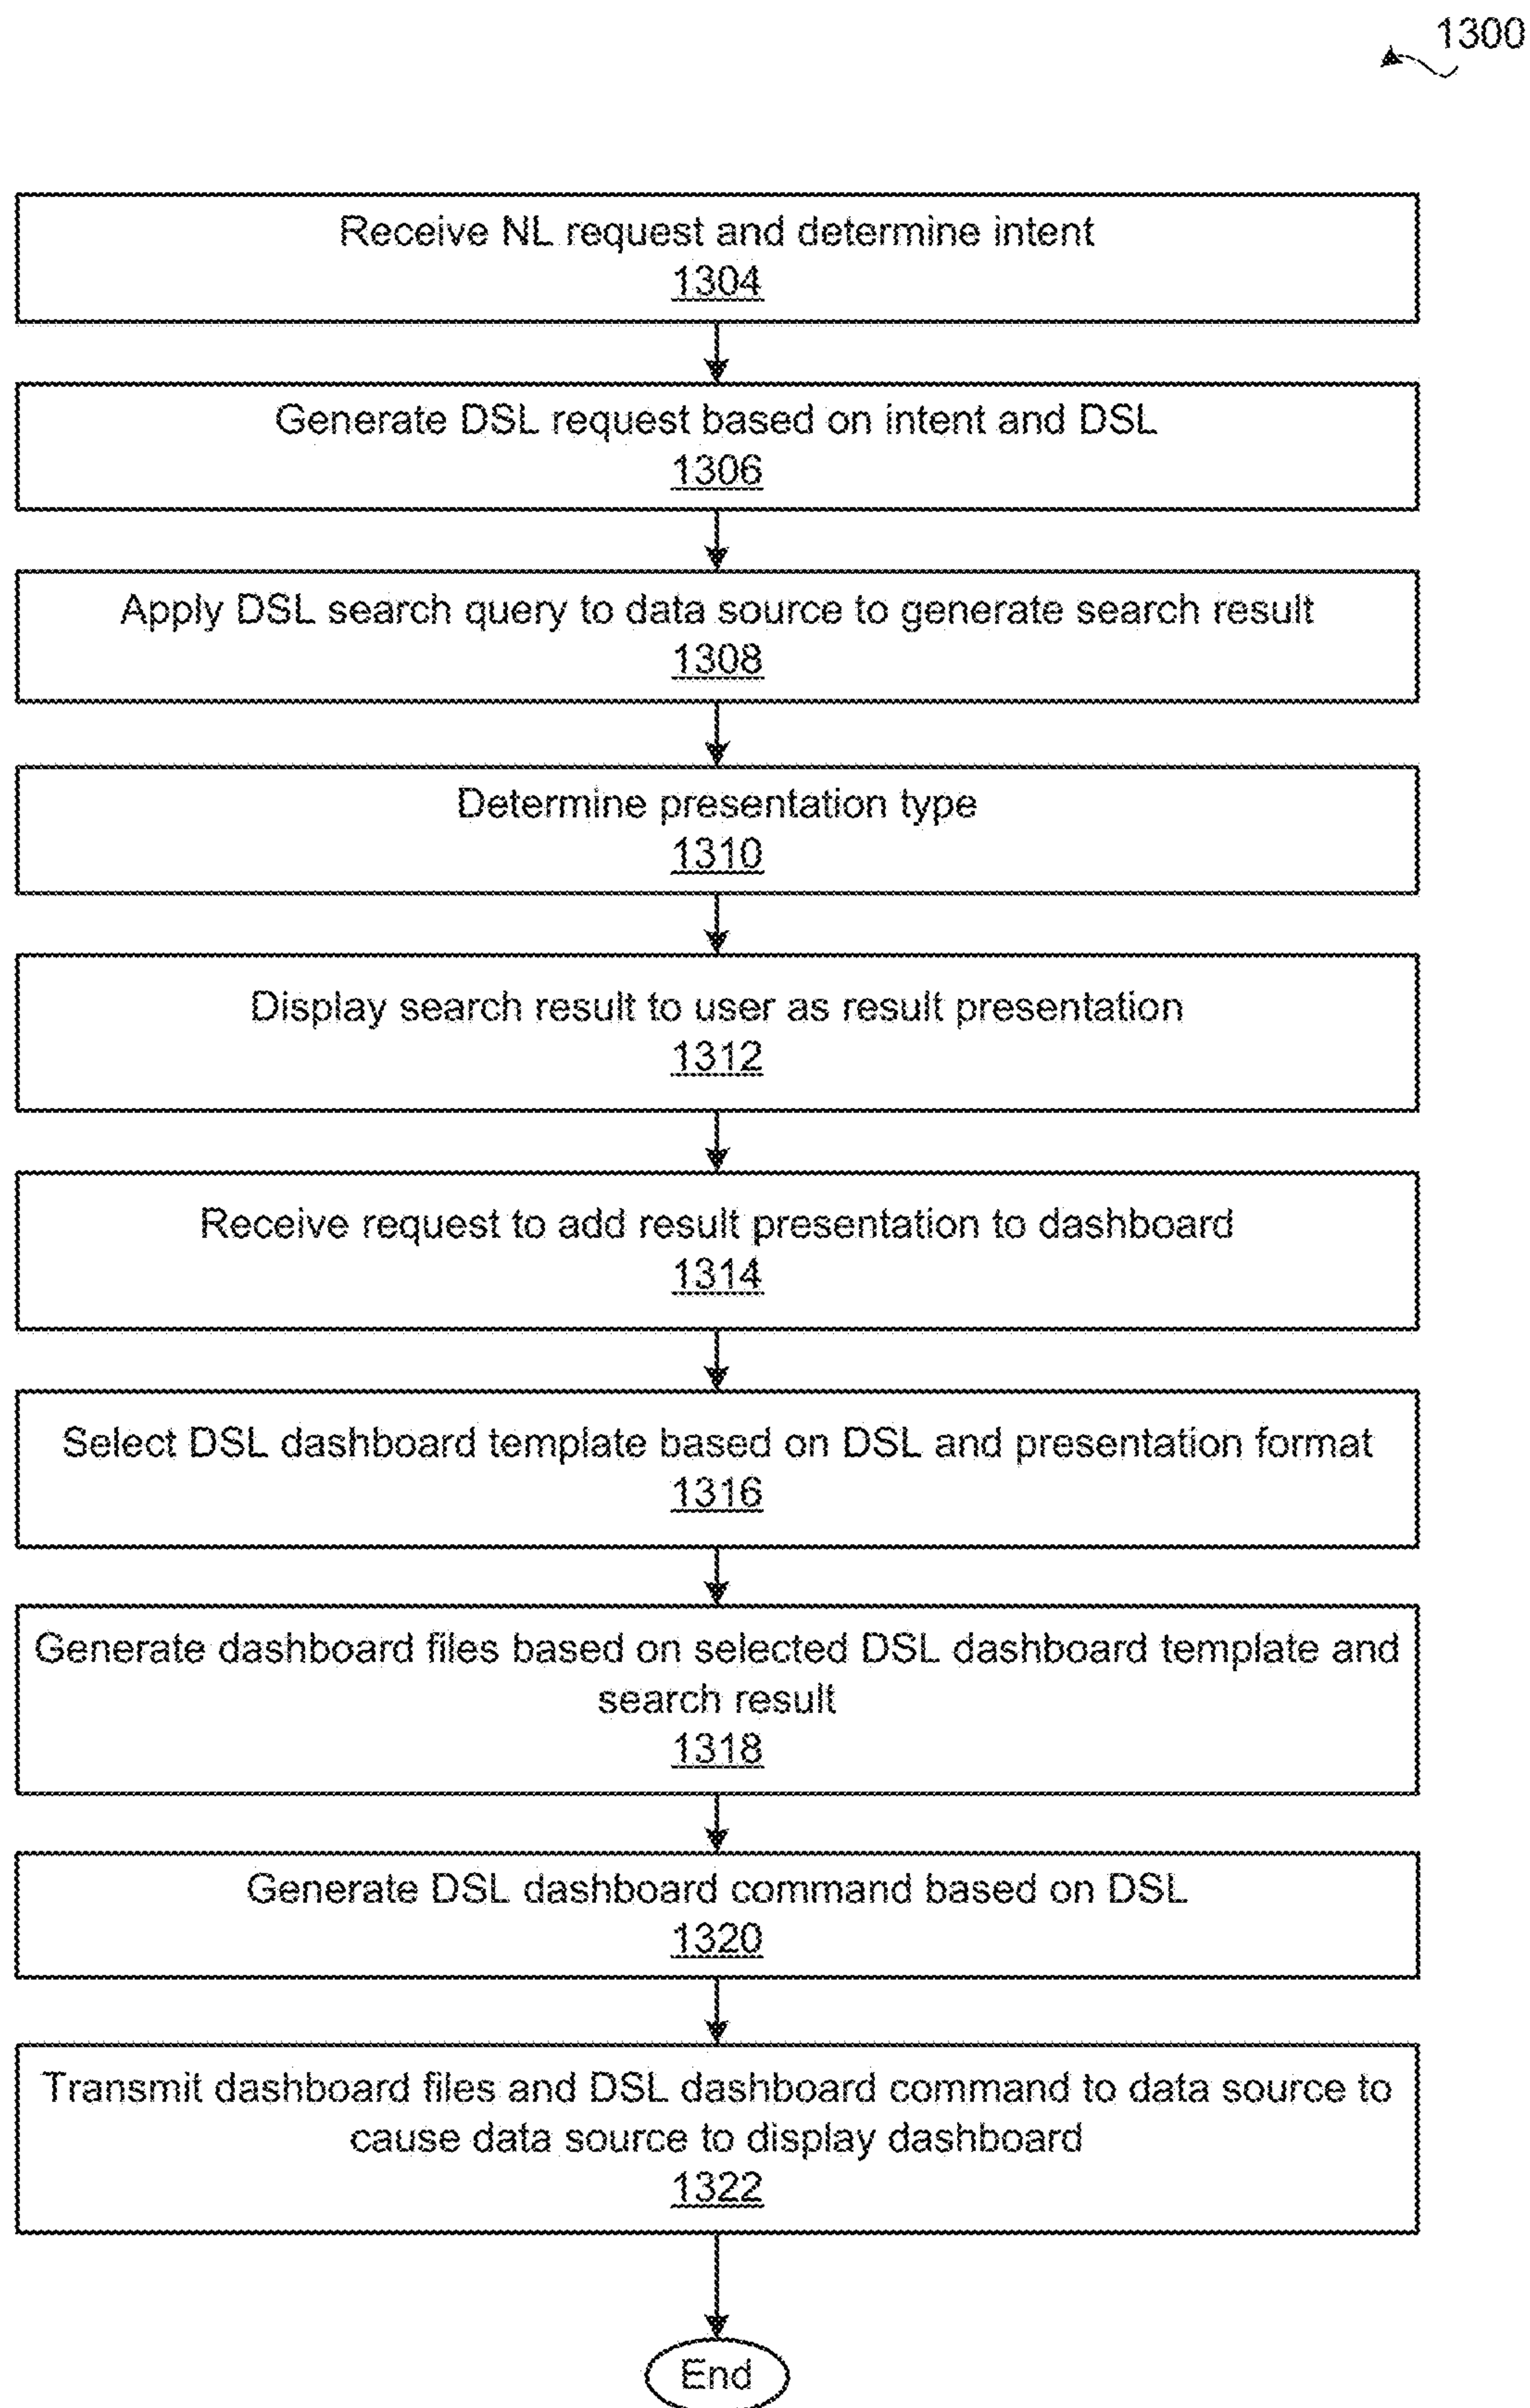 1300
Receive NL request and determine intent
1304
Generate DSL request based on intent and DSL
1306
Apply DSL search query to data source to generate search result
1308
Determine presentation type
1310
Display search result to user as result presentation
1312
Receive request to add result presentation to dashboard
1314
Select DSL dashboard template based on DSL and presentation format
1316
Generate dashboard files based on selected DSL dashboard template and
search result
1318
Generate DSL dashboard command based on DSL
1320
Transmit dashboard files and DSL dashboard command to data source to
cause data source to display dashboard
1322
End